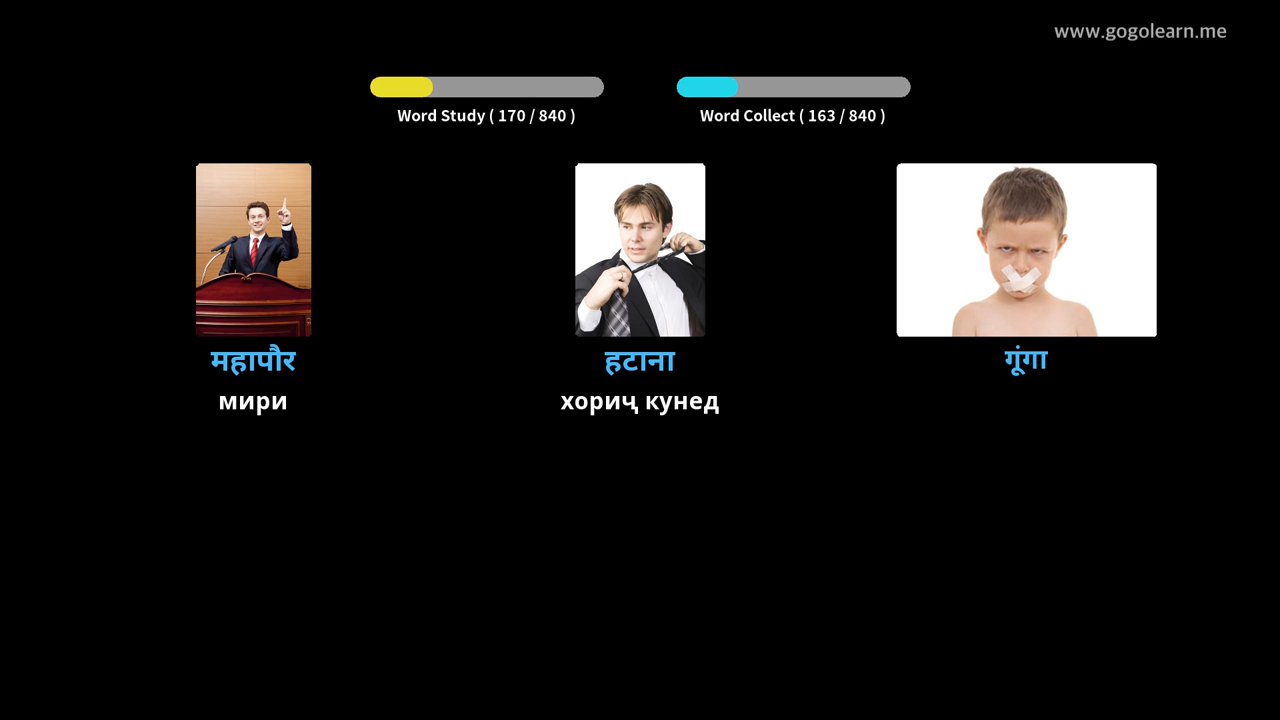 www.gogolearn.me
Word Study ( 170 / 840 )
Word Collect ( 163 / 840 )
महापौर
हटाना
गूंगा
мири
хориҷ кунед